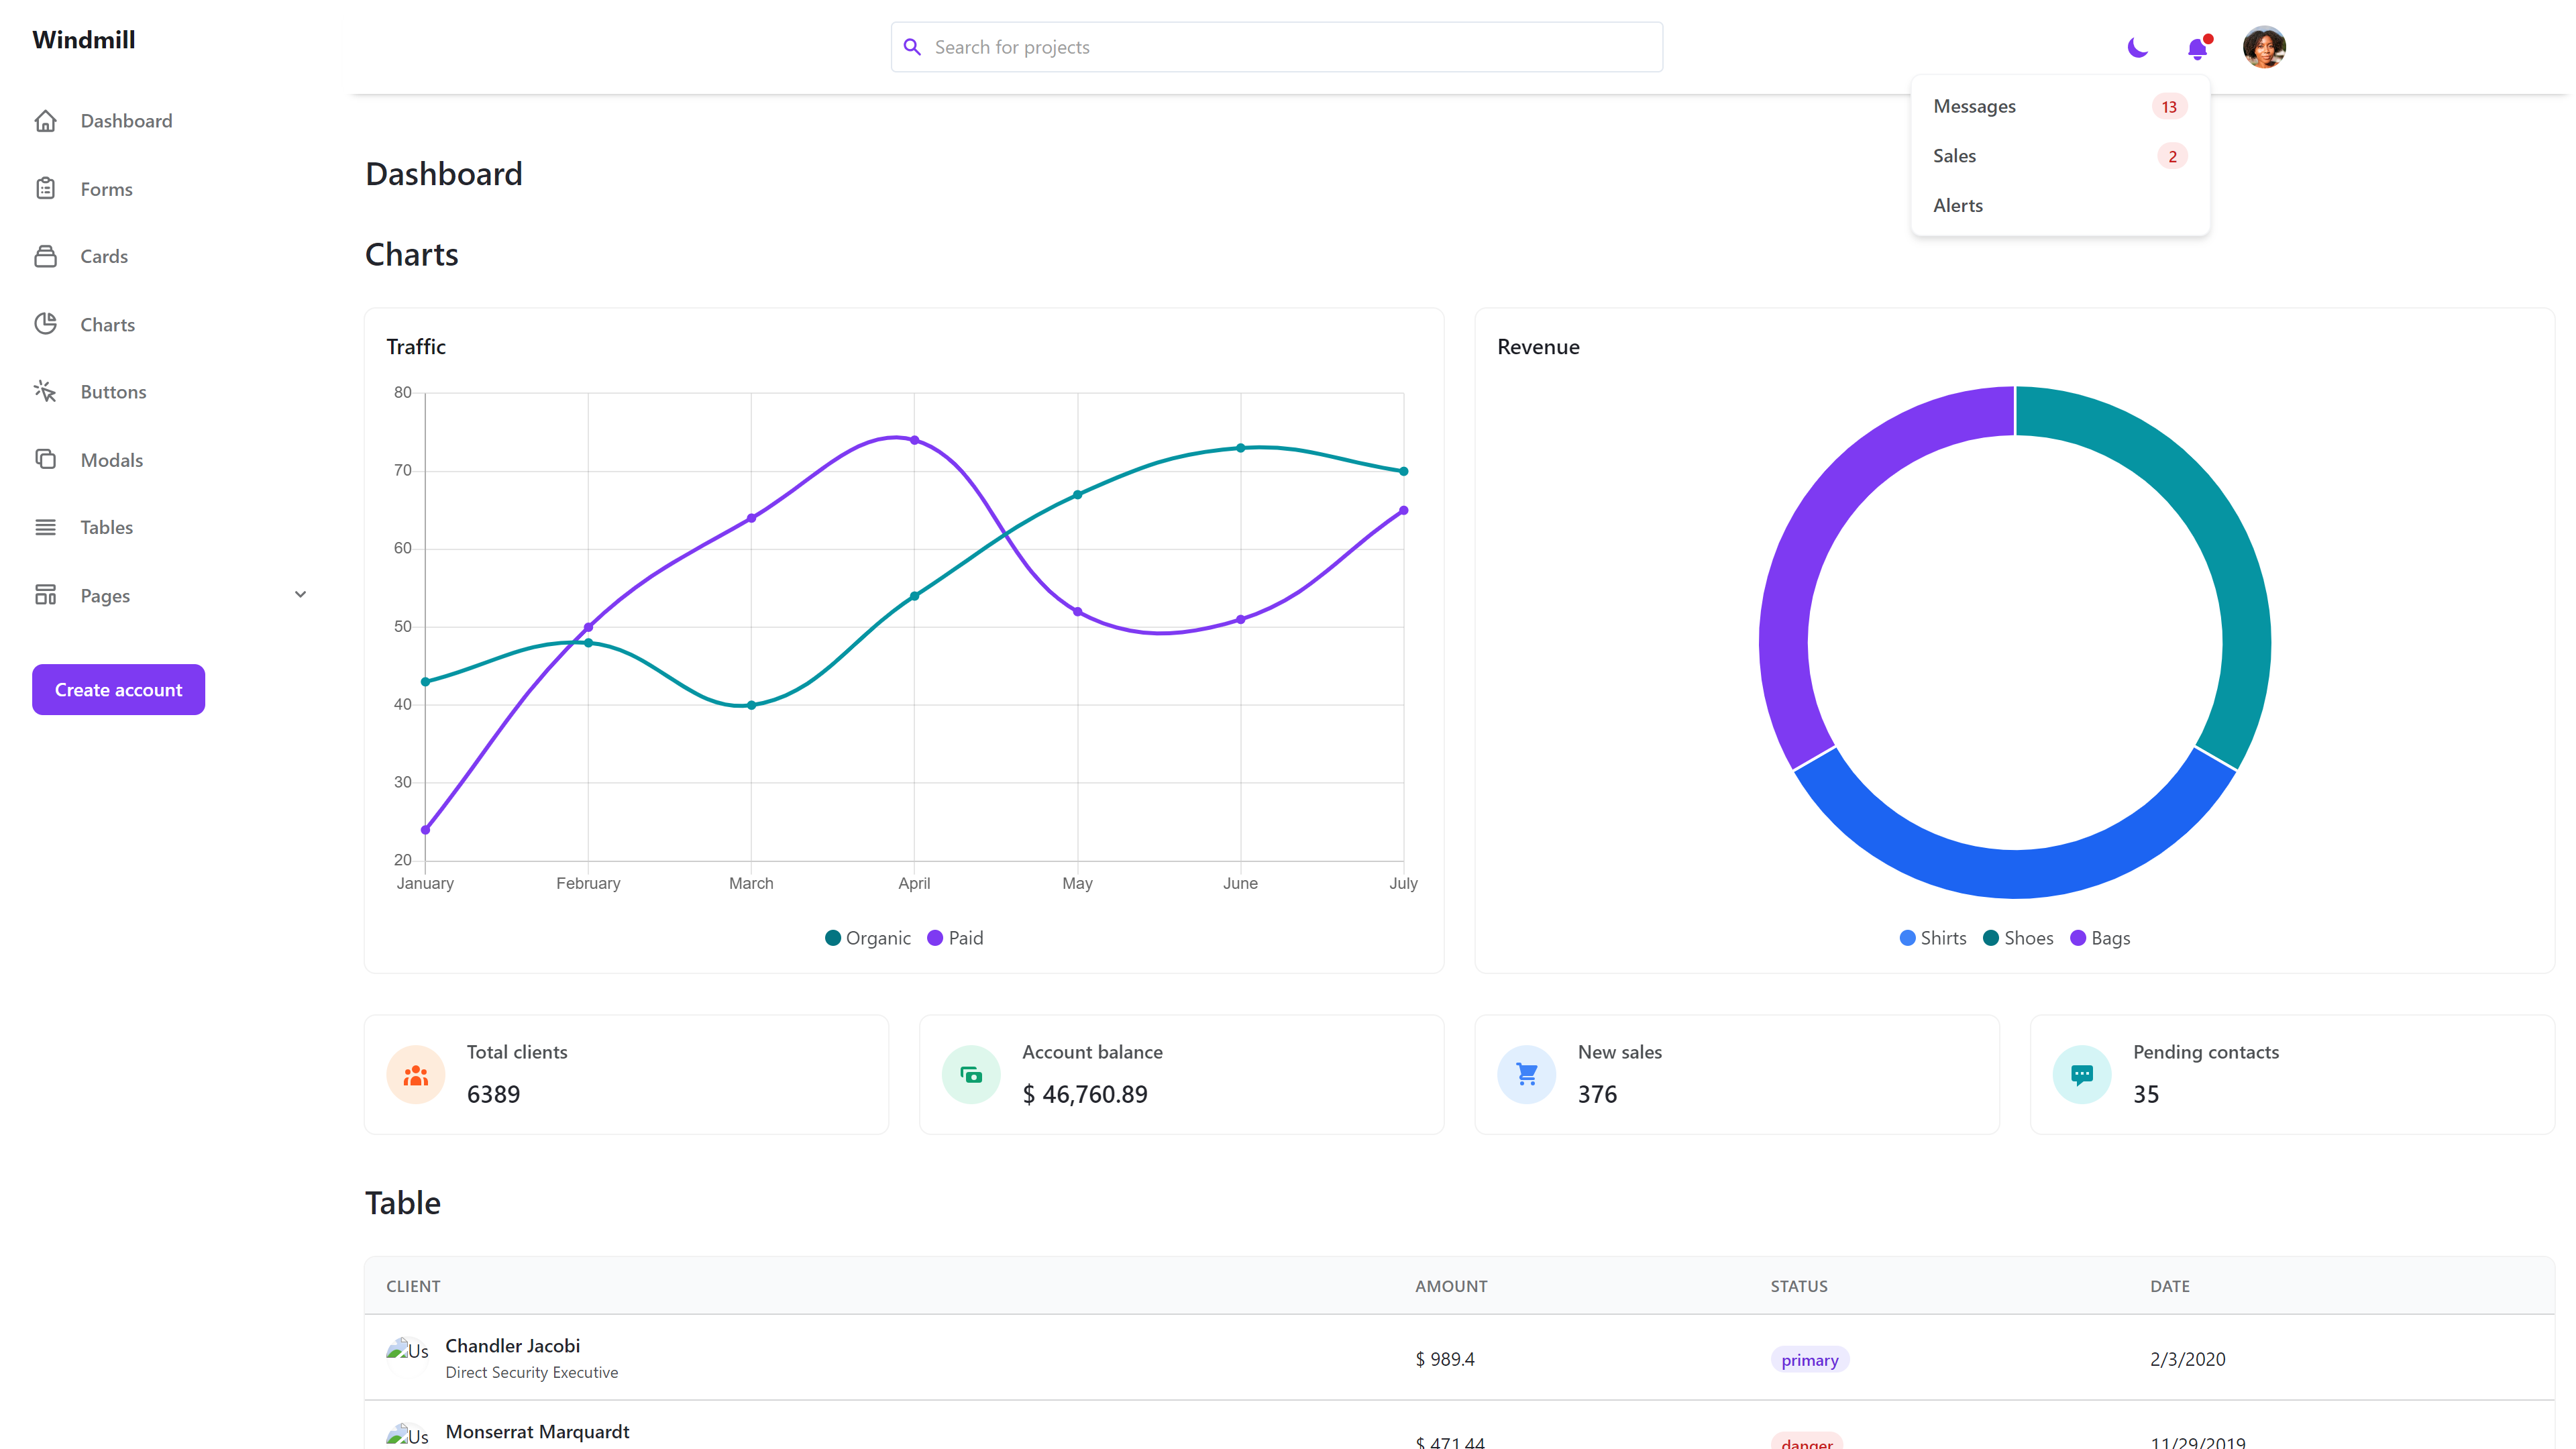 Windmill
Search for projects
Dashboard
Forms
Cards
Charts
Buttons
Modals
Tables
Pages
Create account
Messages 13
Sales 2
Alerts
Dashboard
Charts
Traffic
80
70
60
50
40
30
20
January February March April May June July
Organic Paid
Revenue
Shirts Shoes Bags
Total clients
6389
Account balance
$ 46,760.89
New sales
376
Pending contacts
35
Table
CLIENT AMOUNT STATUS DATE
Us Chandler Jacobi
Direct Security Executive
$ 989.4 primary 2/3/2020
Us Monserrat Marquardt
$ 471.44 danger 11/29/2019